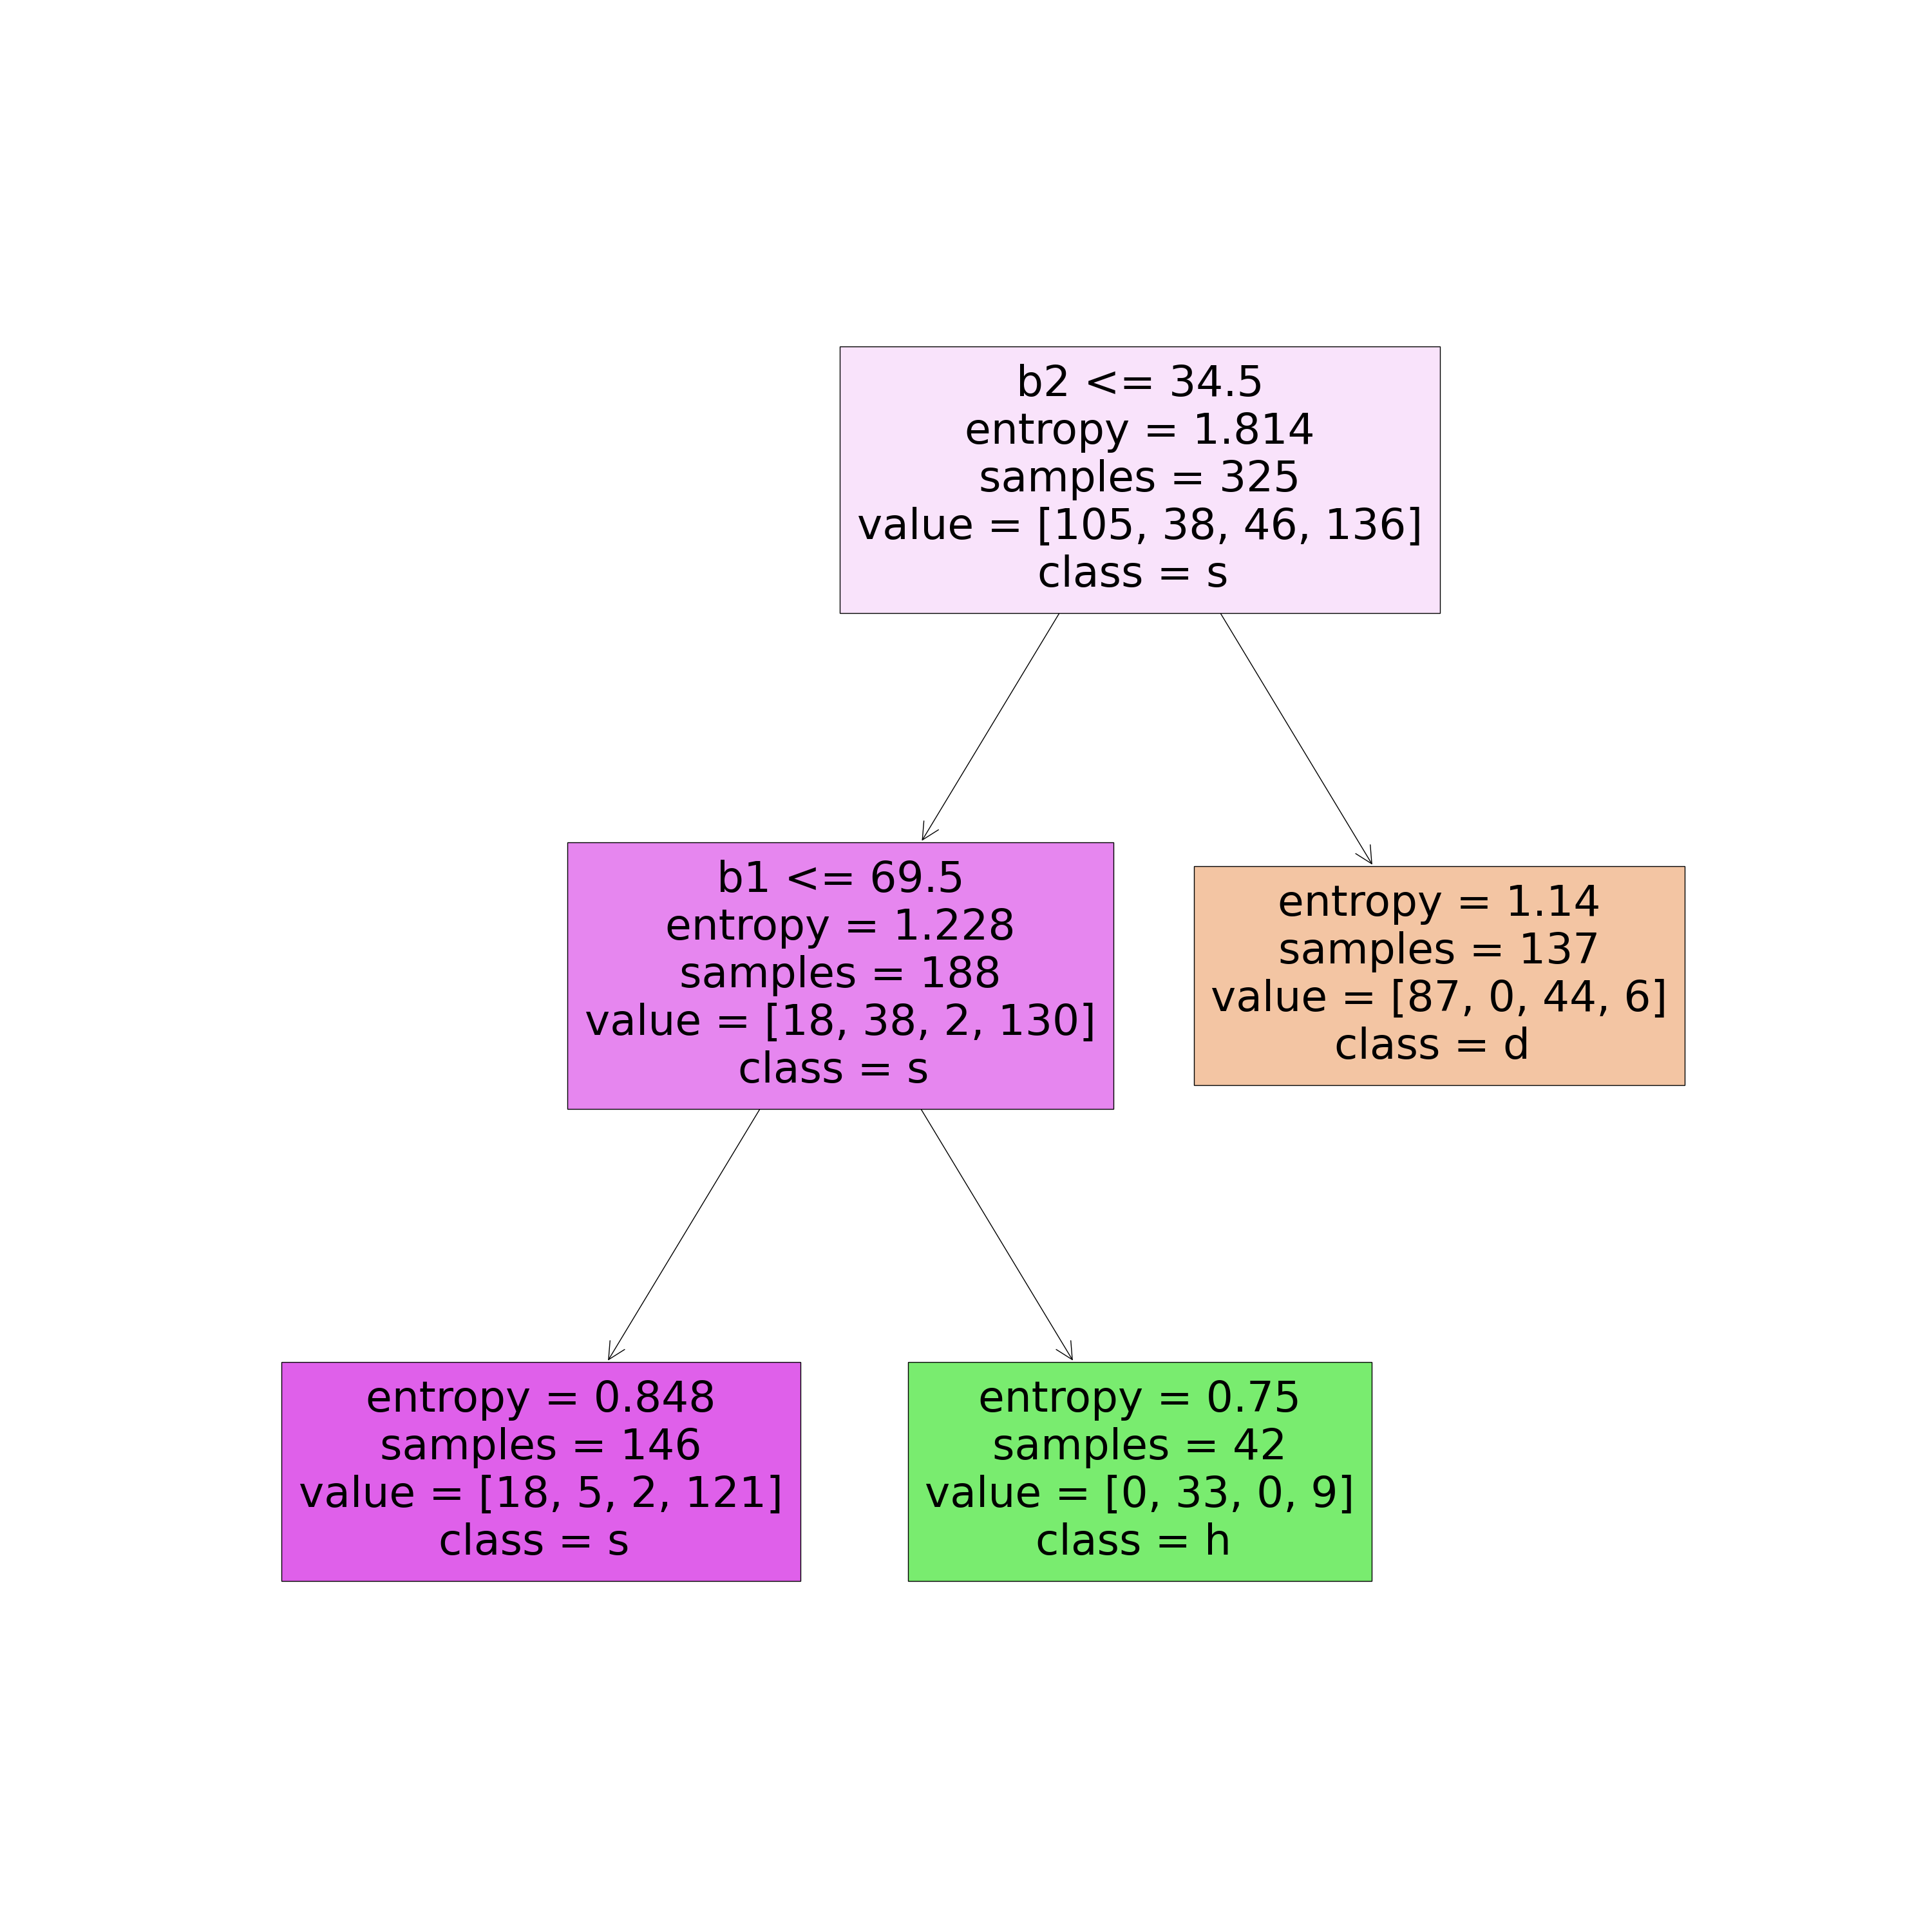 b2 <= 34.5
entropy = 1.814
samples = 325
value = [105, 38, 46, 136]
class = s
b1 <= 69.5
entropy = 1.228
samples = 188
value = [18, 38, 2, 130]
class = s
entropy = 1.14
samples = 137
value = [87, 0, 44, 6]
class = d
entropy = 0.848
samples = 146
value = [18, 5, 2, 121]
class = s
entropy = 0.75
samples = 42
value = [0, 33, 0, 9]
class = h